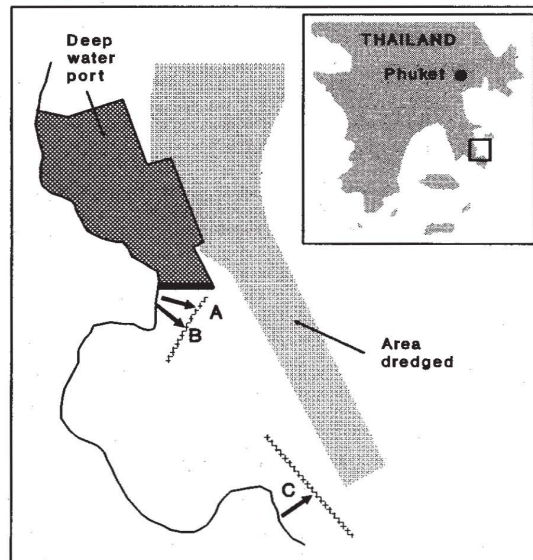 Deep
water
port
THAILAND
Phuket
A
B
Area
dredged
C